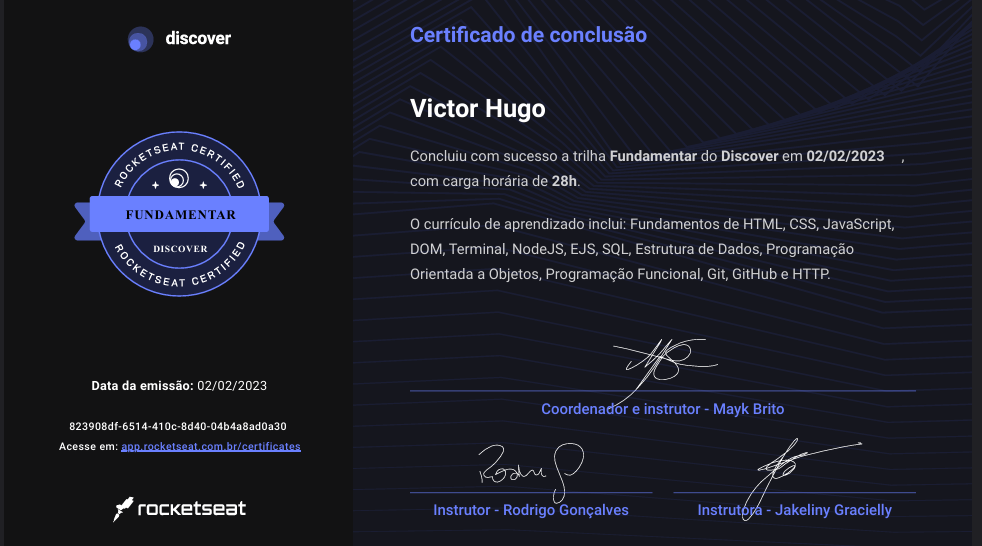 discover
ROCKETSEAT CERTIFIED
FUNDAMENTAR
DISCOVER
ROCKETSEAT CERTIFIED
Data da emissão: 02/02/2023
823908df-6514-410c-8d40-04b4a8ad0a30
Acesse em: app.rocketseat.com.br/certificates
rocketseat
Certificado de conclusão
Victor Hugo
Concluiu com sucesso a trilha Fundamentar do Discover em 02/02/2023 ,
com carga horária de 28h.
O currículo de aprendizado inclui: Fundamentos de HTML, CSS, JavaScript,
DOM, Terminal, NodeJS, EJS, SQL, Estrutura de Dados, Programação
Orientada a Objetos, Programação Funcional, Git, GitHub e HTTP.
Coordenador e instrutor - Mayk Brito
Instrutor - Rodrigo Gonçalves
Instrutora - Jakeliny Gracielly